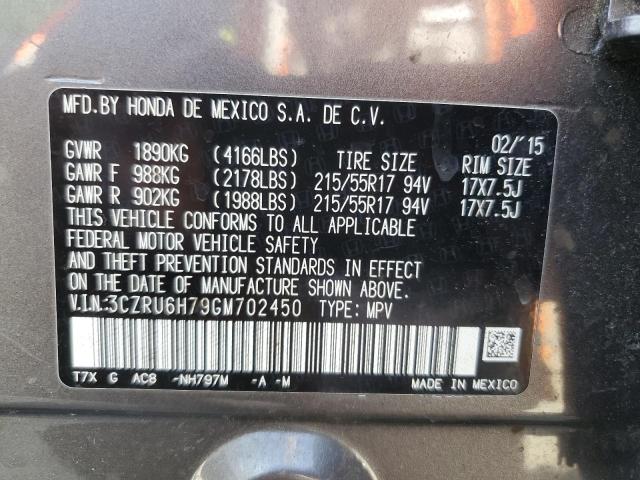 MFD.BY HONDA DE MEXICO S.A. DE C.V.
02/'15
GVWR 1890KG (4166LBS) TIRE SIZE RIM SIZE
GAWR F 988KG (2178LBS) 215/55R17 94V 17X7.5J
GAWR R 902KG (1988LBS) 215/55R17 94V 17X7.5J
THIS VEHICLE CONFORMS TO ALL APPLICABLE
FEDERAL MOTOR VEHICLE SAFETY
AND THEFT PREVENTION STANDARDS IN EFFECT
ON THE DATE OF MANUFACTURE SHOWN ABOVE.
V.I.N:3CZRU6H79GM702450 TYPE: MPV
T7X G AC8 -NH797M -A -M
MADE IN MEXICO